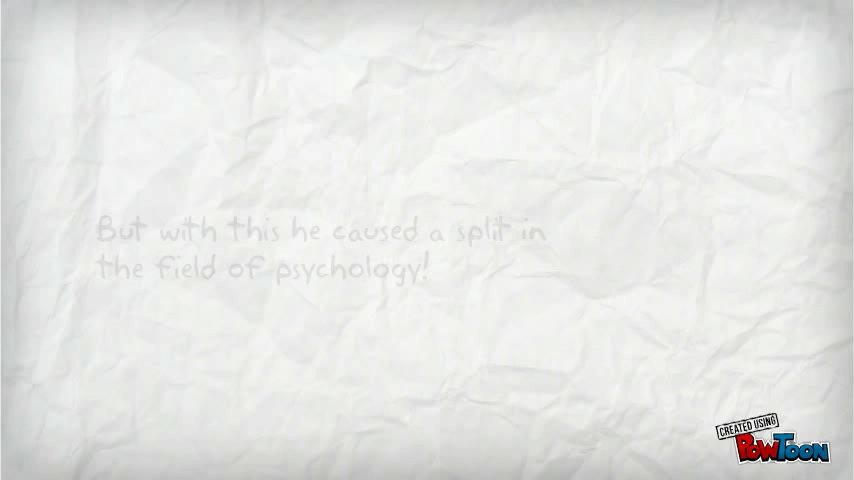 But with this he caused a split in
the field of psychology!
CREATED USING
POWTOON